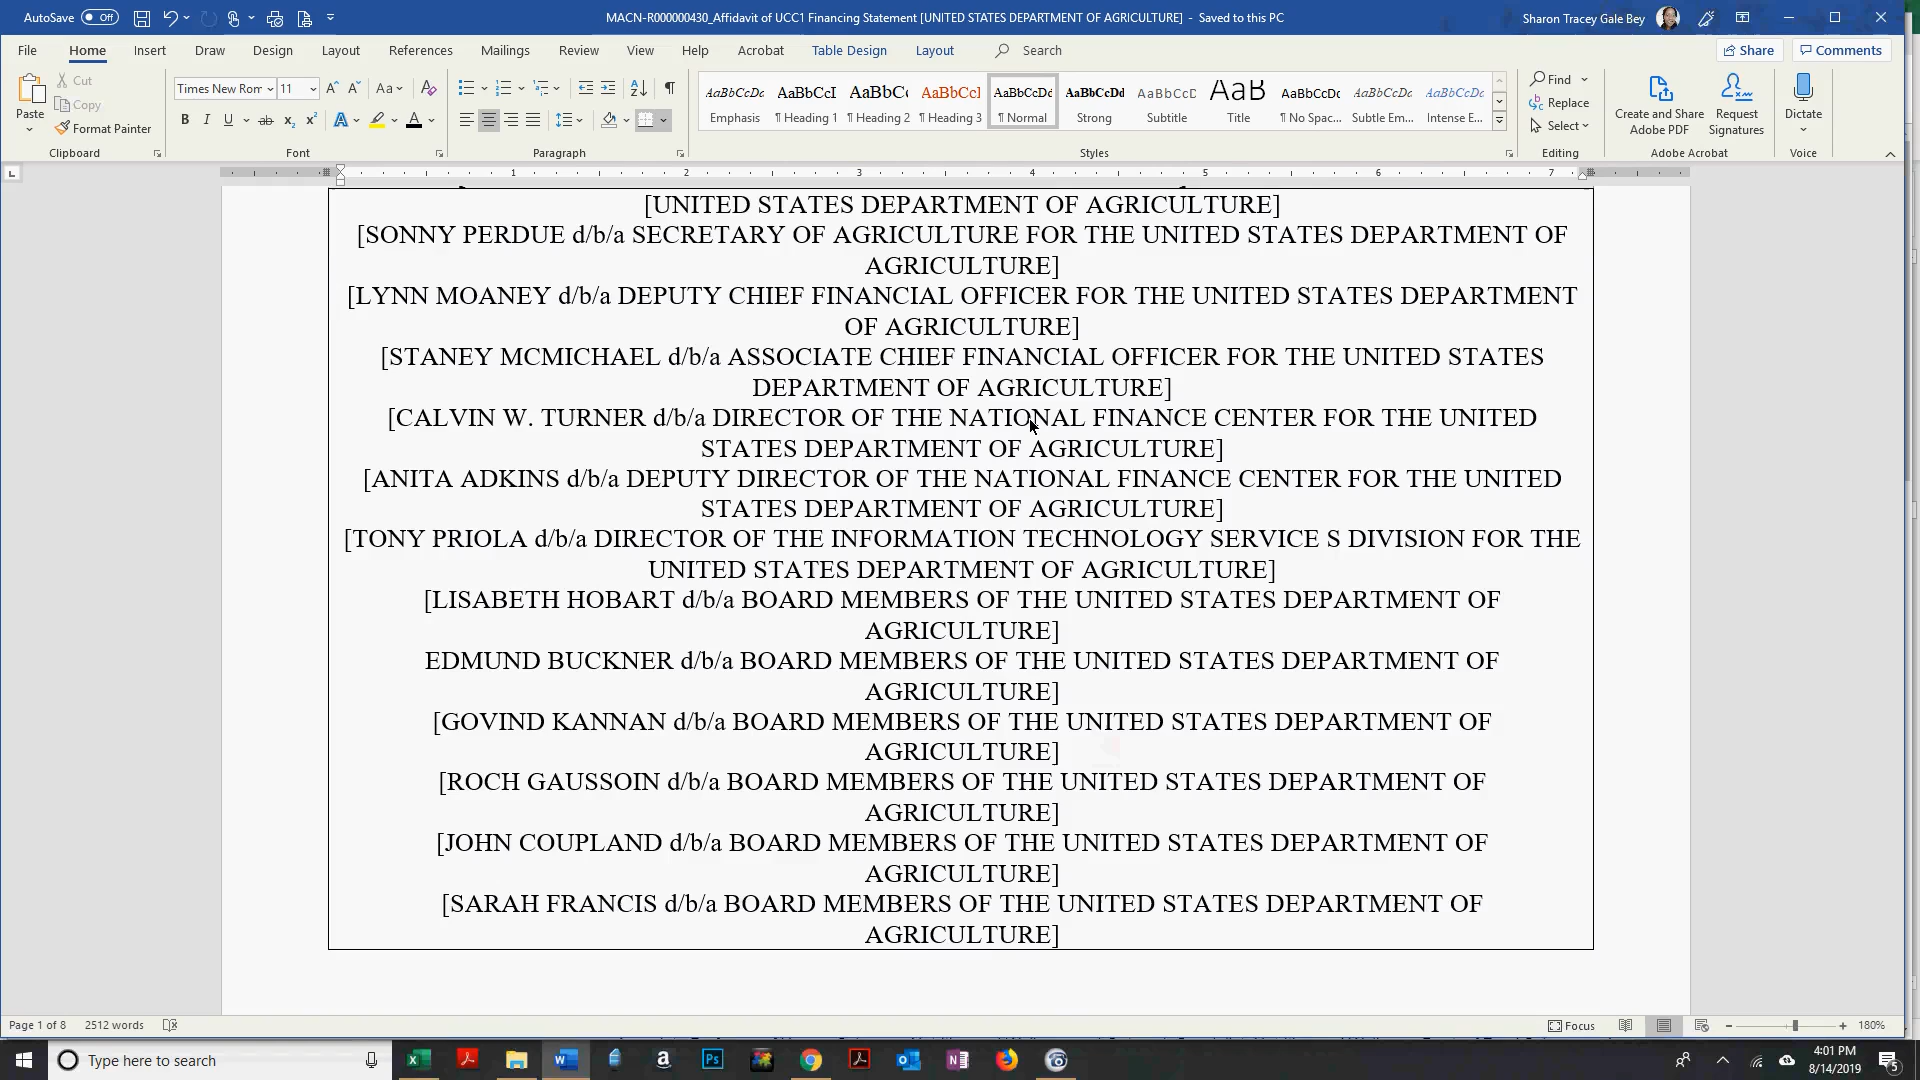 AutoSave Off
MACN-R000000430_Affidavit of UCC1 Financing Statement [UNITED STATES DEPARTMENT OF AGRICULTURE] - Saved to this PC
Sharon Tracey Gale Bey
File Home Insert Draw Design Layout References Mailings Review View Help Acrobat Table Design Layout Search Share Comments
Cut
Copy
Format Painter
Paste
Times New Rom 11
AaBbCcDc AaBbCcI AaBbCc AaBbCcI AaBbCcDd AaBbCcDd AaBbCcD AaB AaBbCcDc AaBbCcDc AaBbCcDc
Emphasis ¶ Heading 1 ¶ Heading 2 ¶ Heading 3 ¶ Normal Strong Subtitle Title ¶ No Spac... Subtle Em... Intense E...
Find
Replace
Select
Create and Share Adobe PDF
Request Signatures
Dictate
Clipboard Font Paragraph Styles Editing Adobe Acrobat Voice
1 2 3 4 5 6 7
[UNITED STATES DEPARTMENT OF AGRICULTURE]
[SONNY PERDUE d/b/a SECRETARY OF AGRICULTURE FOR THE UNITED STATES DEPARTMENT OF
AGRICULTURE]
[LYNN MOANEY d/b/a DEPUTY CHIEF FINANCIAL OFFICER FOR THE UNITED STATES DEPARTMENT
OF AGRICULTURE]
[STANEY MCMICHAEL d/b/a ASSOCIATE CHIEF FINANCIAL OFFICER FOR THE UNITED STATES
DEPARTMENT OF AGRICULTURE]
[CALVIN W. TURNER d/b/a DIRECTOR OF THE NATIONAL FINANCE CENTER FOR THE UNITED
STATES DEPARTMENT OF AGRICULTURE]
[ANITA ADKINS d/b/a DEPUTY DIRECTOR OF THE NATIONAL FINANCE CENTER FOR THE UNITED
STATES DEPARTMENT OF AGRICULTURE]
[TONY PRIOLA d/b/a DIRECTOR OF THE INFORMATION TECHNOLOGY SERVICE S DIVISION FOR THE
UNITED STATES DEPARTMENT OF AGRICULTURE]
[LISABETH HOBART d/b/a BOARD MEMBERS OF THE UNITED STATES DEPARTMENT OF
AGRICULTURE]
EDMUND BUCKNER d/b/a BOARD MEMBERS OF THE UNITED STATES DEPARTMENT OF
AGRICULTURE]
[GOVIND KANNAN d/b/a BOARD MEMBERS OF THE UNITED STATES DEPARTMENT OF
AGRICULTURE]
[ROCH GAUSSOIN d/b/a BOARD MEMBERS OF THE UNITED STATES DEPARTMENT OF
AGRICULTURE]
[JOHN COUPLAND d/b/a BOARD MEMBERS OF THE UNITED STATES DEPARTMENT OF
AGRICULTURE]
[SARAH FRANCIS d/b/a BOARD MEMBERS OF THE UNITED STATES DEPARTMENT OF
AGRICULTURE]
Page 1 of 8 2512 words Focus 180%
Type here to search
4:01 PM
8/14/2019
5